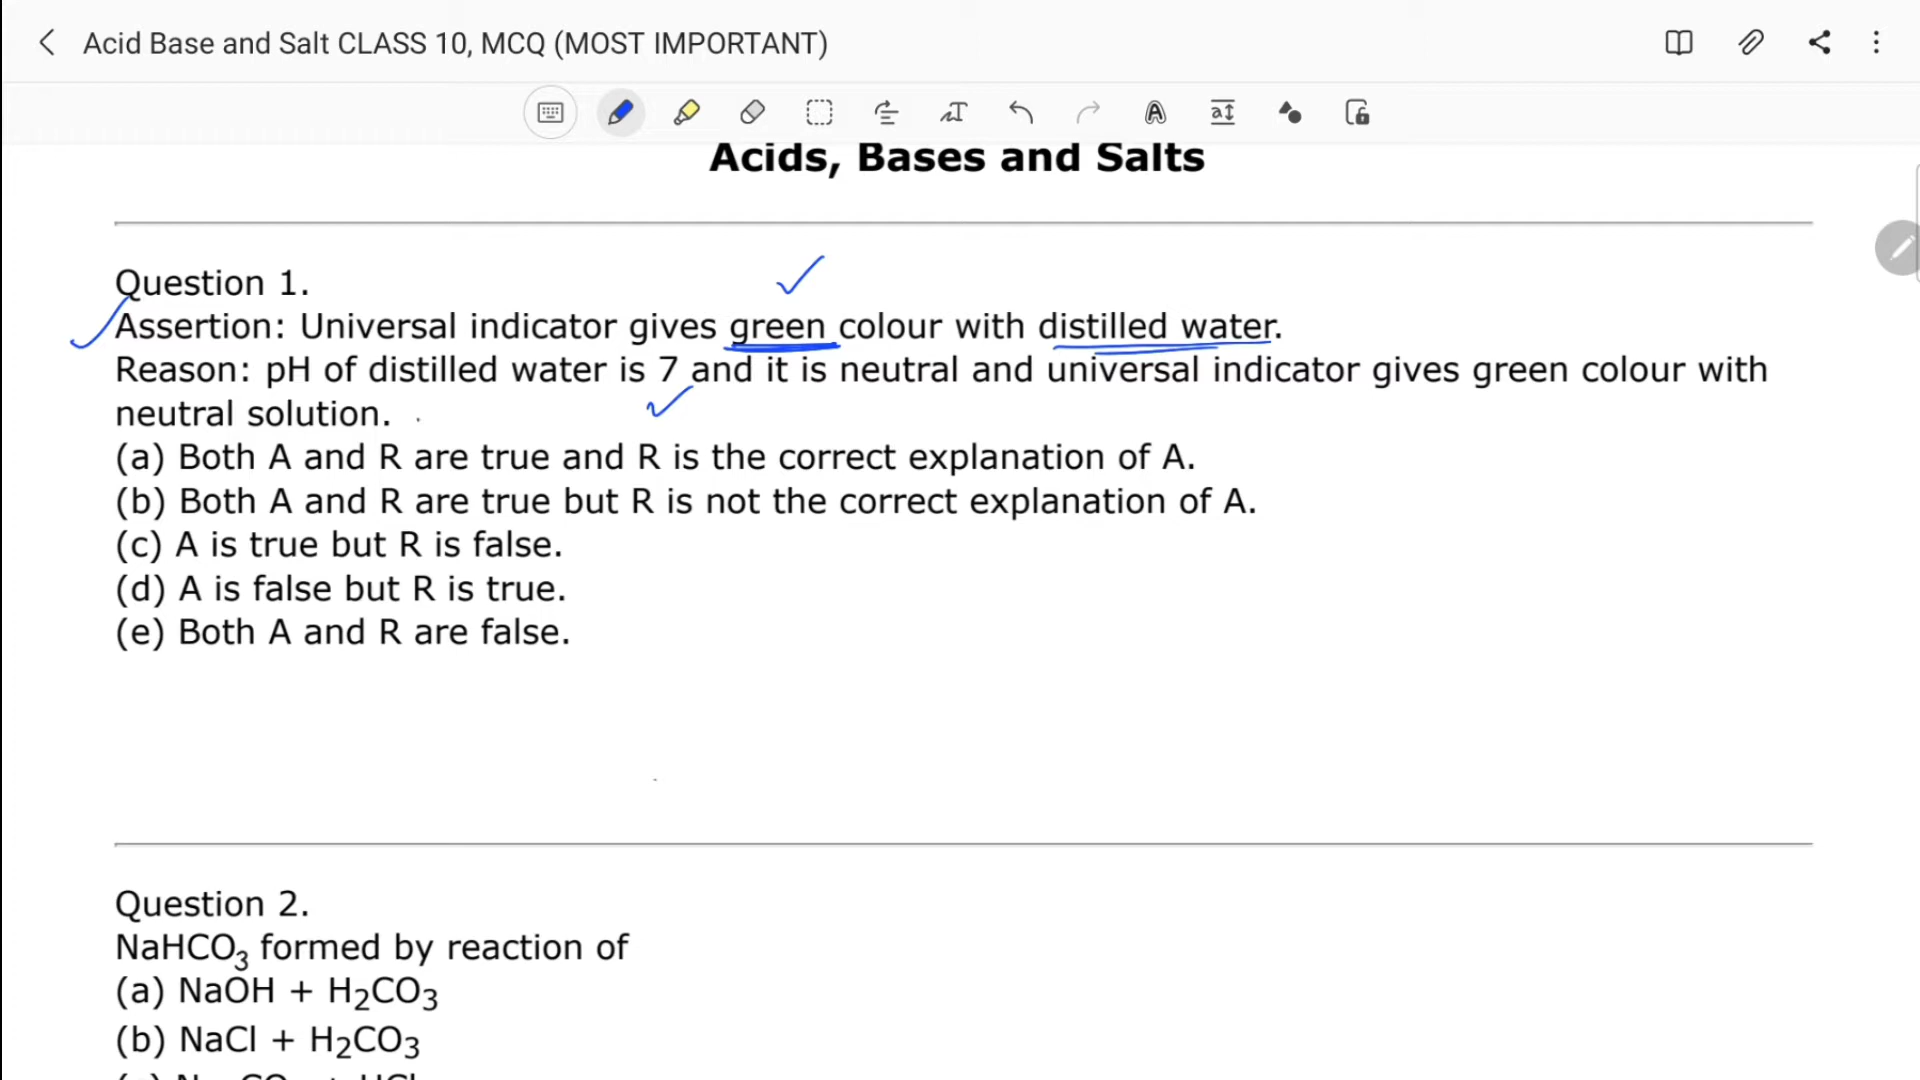 Acid Base and Salt CLASS 10, MCQ (MOST IMPORTANT)
Acids, Bases and Salts
Question 1.
Assertion: Universal indicator gives green colour with distilled water.
Reason: pH of distilled water is 7 and it is neutral and universal indicator gives green colour with
neutral solution.
(a) Both A and R are true and R is the correct explanation of A.
(b) Both A and R are true but R is not the correct explanation of A.
(c) A is true but R is false.
(d) A is false but R is true.
(e) Both A and R are false.
Question 2.
NaHCO₃ formed by reaction of
(a) NaOH + H₂CO₃
(b) NaCl + H₂CO₃